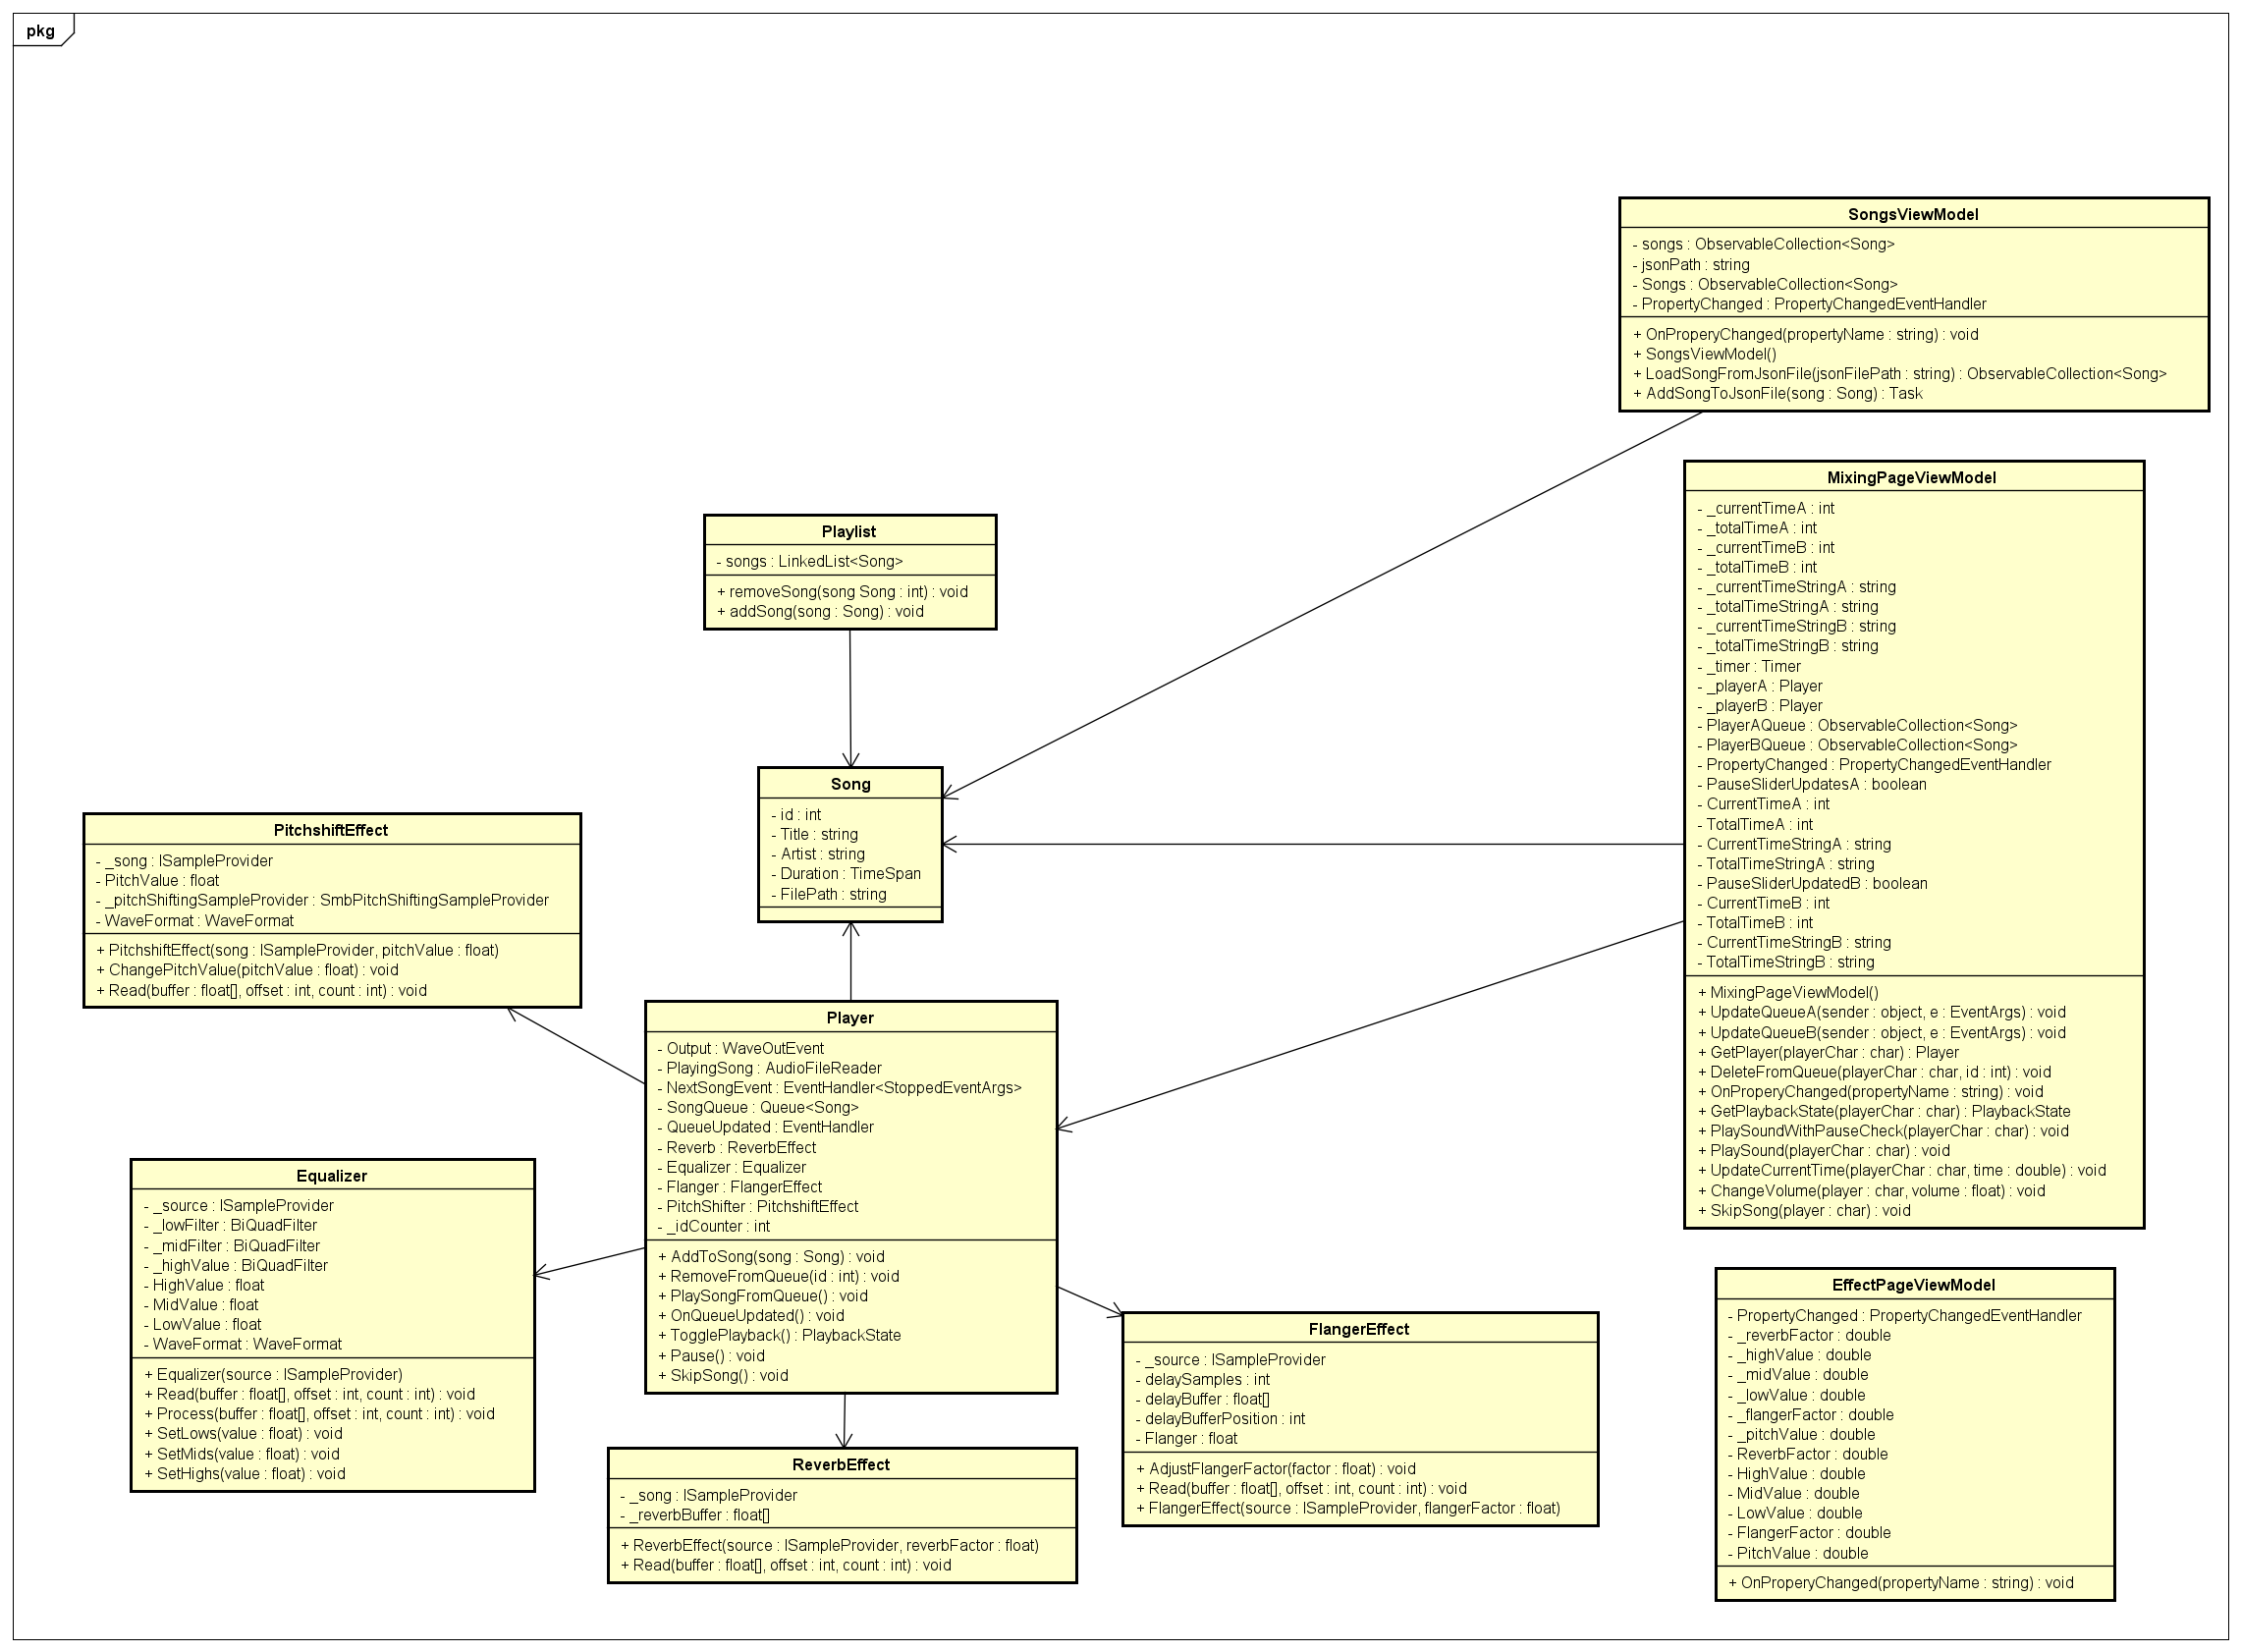 pkg
SongsViewModel
- songs : ObservableCollection<Song>
- jsonPath : string
- Songs : ObservableCollection<Song>
- PropertyChanged : PropertyChangedEventHandler
+ OnProperyChanged(propertyName : string) : void
+ SongsViewModel()
+ LoadSongFromJsonFile(jsonFilePath : string) : ObservableCollection<Song>
+ AddSongToJsonFile(song : Song) : Task
MixingPageViewModel
- _currentTimeA : int
- _totalTimeA : int
- _currentTimeB : int
- _totalTimeB : int
- _currentTimeStringA : string
- _totalTimeStringA : string
- _currentTimeStringB : string
- _totalTimeStringB : string
- _timer : Timer
- _playerA : Player
- _playerB : Player
- PlayerAQueue : ObservableCollection<Song>
- PlayerBQueue : ObservableCollection<Song>
- PropertyChanged : PropertyChangedEventHandler
- PauseSliderUpdatesA : boolean
- CurrentTimeA : int
- TotalTimeA : int
- CurrentTimeStringA : string
- TotalTimeStringA : string
- PauseSliderUpdatedB : boolean
- CurrentTimeB : int
- TotalTimeB : int
- CurrentTimeStringB : string
- TotalTimeStringB : string
+ MixingPageViewModel()
+ UpdateQueueA(sender : object, e : EventArgs) : void
+ UpdateQueueB(sender : object, e : EventArgs) : void
+ GetPlayer(playerChar : char) : Player
+ DeleteFromQueue(playerChar : char, id : int) : void
+ OnProperyChanged(propertyName : string) : void
+ GetPlaybackState(playerChar : char) : PlaybackState
+ PlaySoundWithPauseCheck(playerChar : char) : void
+ PlaySound(playerChar : char) : void
+ UpdateCurrentTime(playerChar : char, time : double) : void
+ ChangeVolume(player : char, volume : float) : void
+ SkipSong(player : char) : void
Playlist
- songs : LinkedList<Song>
+ removeSong(song Song : int) : void
+ addSong(song : Song) : void
Song
- id : int
- Title : string
- Artist : string
- Duration : TimeSpan
- FilePath : string
PitchshiftEffect
- _song : ISampleProvider
- PitchValue : float
- _pitchShiftingSampleProvider : SmbPitchShiftingSampleProvider
- WaveFormat : WaveFormat
+ PitchshiftEffect(song : ISampleProvider, pitchValue : float)
+ ChangePitchValue(pitchValue : float) : void
+ Read(buffer : float[], offset : int, count : int) : void
Player
- Output : WaveOutEvent
- PlayingSong : AudioFileReader
- NextSongEvent : EventHandler<StoppedEventArgs>
- SongQueue : Queue<Song>
- QueueUpdated : EventHandler
- Reverb : ReverbEffect
- Equalizer : Equalizer
- Flanger : FlangerEffect
- PitchShifter : PitchshiftEffect
- _idCounter : int
+ AddToSong(song : Song) : void
+ RemoveFromQueue(id : int) : void
+ PlaySongFromQueue() : void
+ OnQueueUpdated() : void
+ TogglePlayback() : PlaybackState
+ Pause() : void
+ SkipSong() : void
Equalizer
- _source : ISampleProvider
- _lowFilter : BiQuadFilter
- _midFilter : BiQuadFilter
- _highValue : BiQuadFilter
- HighValue : float
- MidValue : float
- LowValue : float
- WaveFormat : WaveFormat
+ Equalizer(source : ISampleProvider)
+ Read(buffer : float[], offset : int, count : int) : void
+ Process(buffer : float[], offset : int, count : int) : void
+ SetLows(value : float) : void
+ SetMids(value : float) : void
+ SetHighs(value : float) : void
FlangerEffect
- _source : ISampleProvider
- delaySamples : int
- delayBuffer : float[]
- delayBufferPosition : int
- Flanger : float
+ AdjustFlangerFactor(factor : float) : void
+ Read(buffer : float[], offset : int, count : int) : void
+ FlangerEffect(source : ISampleProvider, flangerFactor : float)
ReverbEffect
- _song : ISampleProvider
- _reverbBuffer : float[]
+ ReverbEffect(source : ISampleProvider, reverbFactor : float)
+ Read(buffer : float[], offset : int, count : int) : void
EffectPageViewModel
- PropertyChanged : PropertyChangedEventHandler
- _reverbFactor : double
- _highValue : double
- _midValue : double
- _lowValue : double
- _flangerFactor : double
- _pitchValue : double
- ReverbFactor : double
- HighValue : double
- MidValue : double
- LowValue : double
- FlangerFactor : double
- PitchValue : double
+ OnProperyChanged(propertyName : string) : void